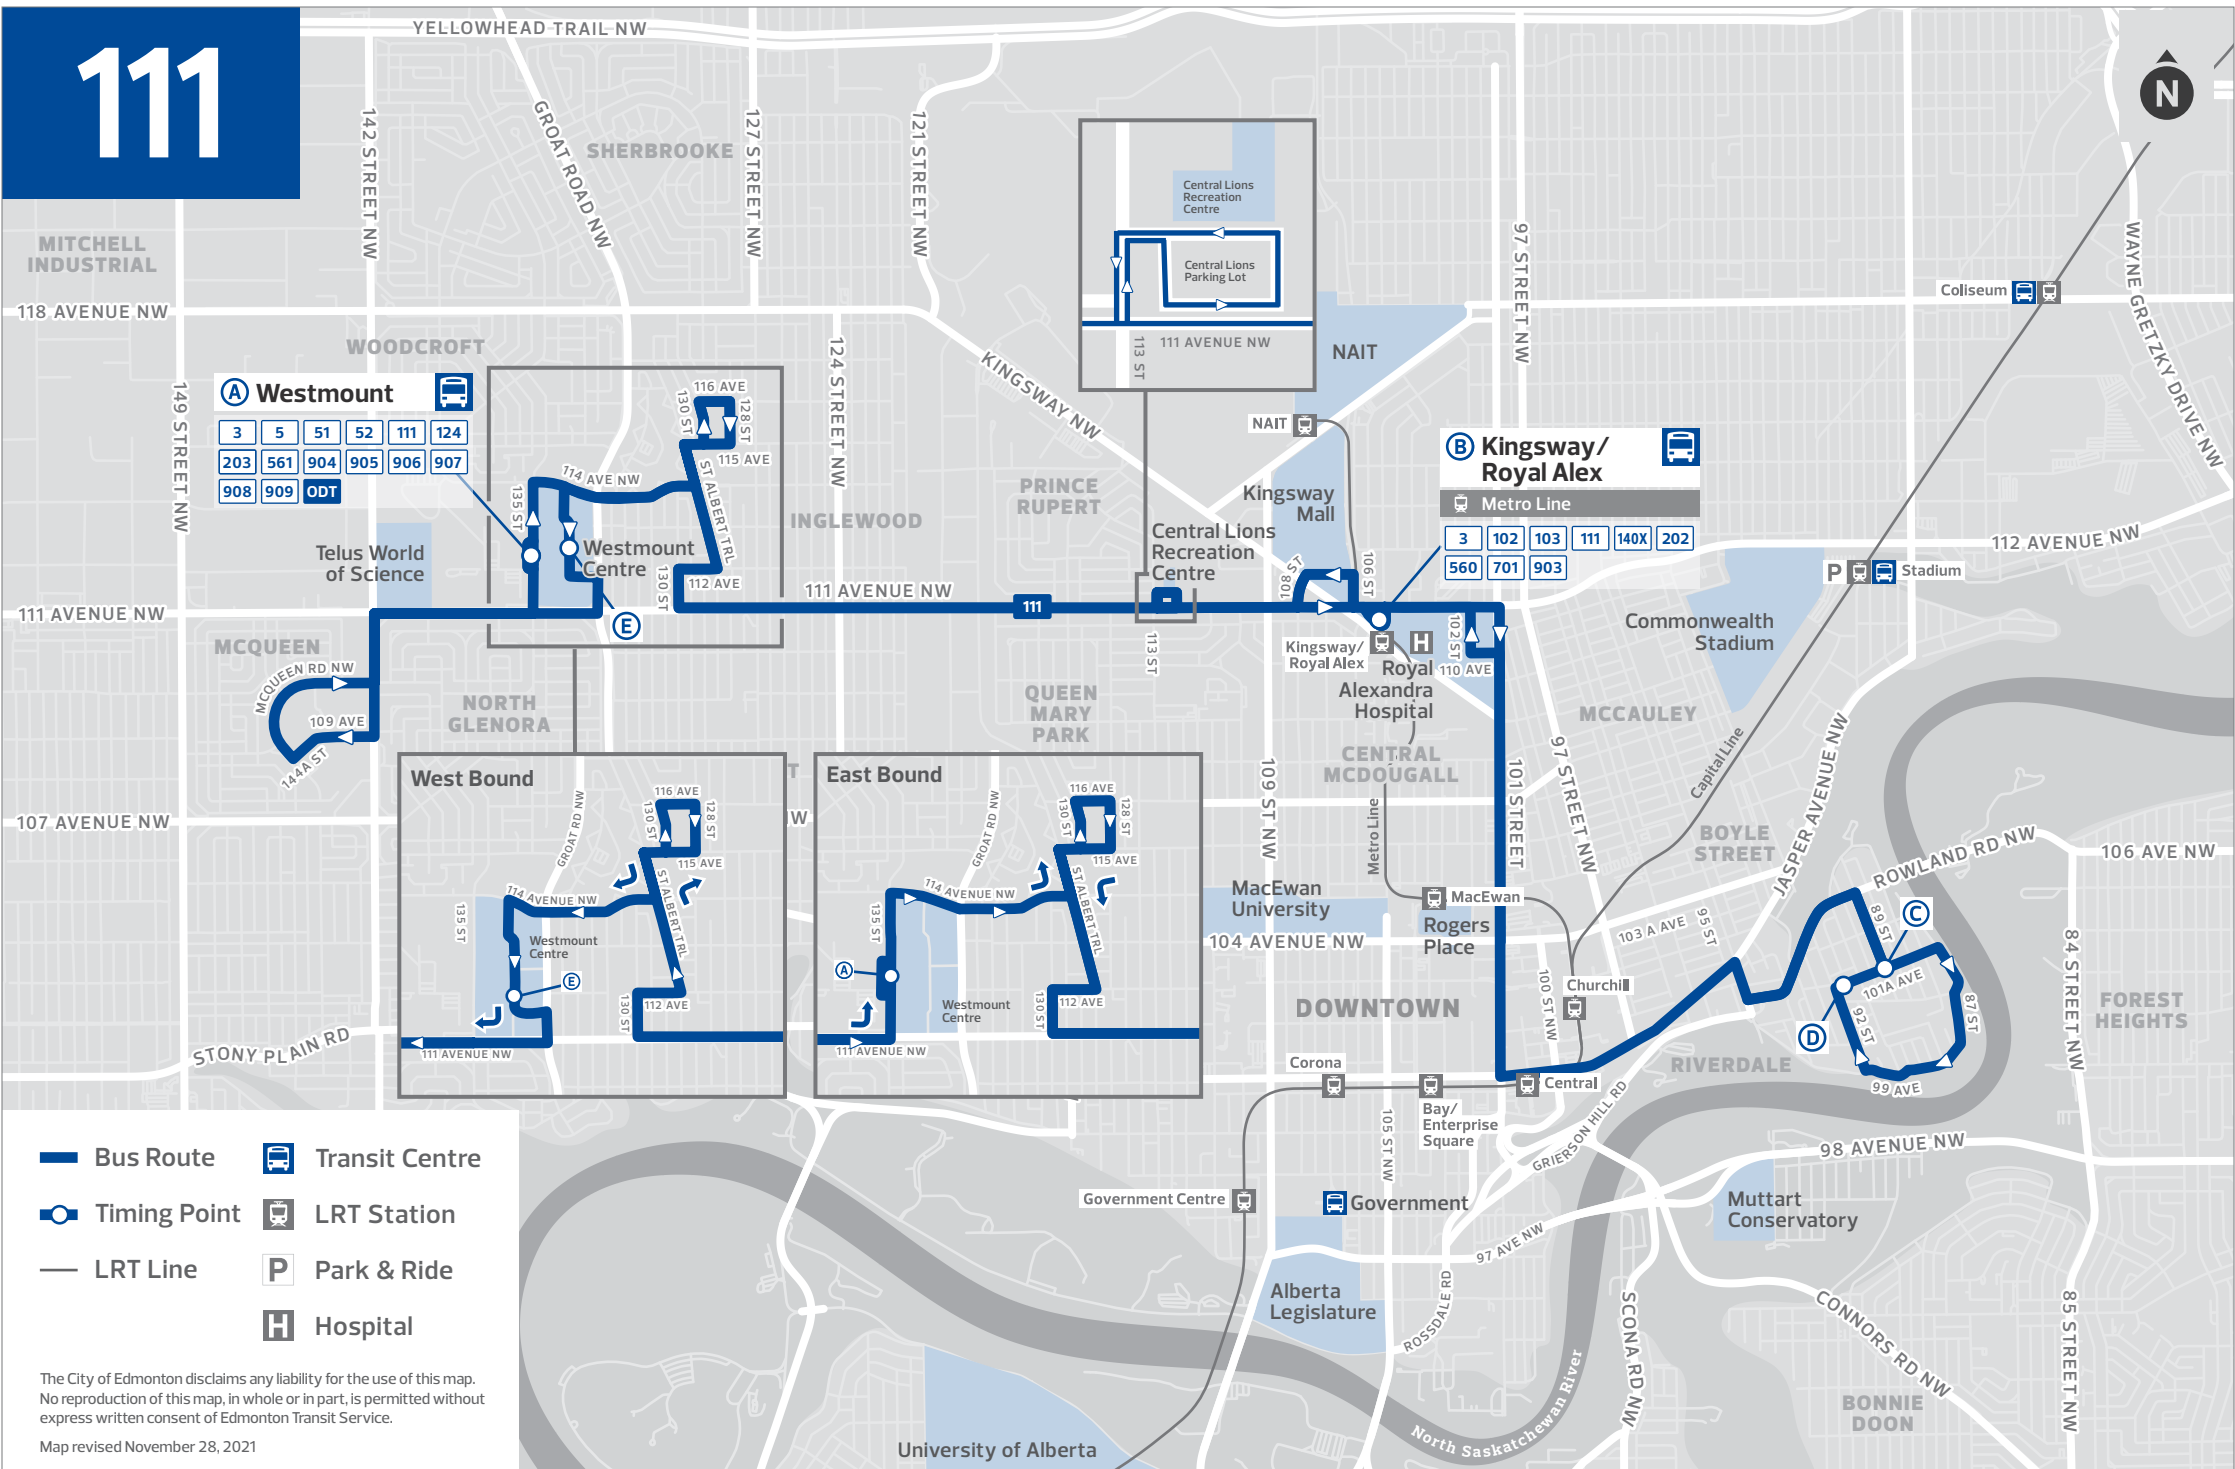 111
YELLOWHEAD TRAIL NW
142 STREET NW
GROAT ROAD NW
127 STREET NW
121 STREET NW
SHERBROOKE
MITCHELL
INDUSTRIAL
118 AVENUE NW
WOODCROFT
149 STREET NW
124 STREET NW
KINGSWAY NW
97 STREET NW
WAYNE GRETZKY DRIVE NW
N
Central Lions
Recreation
Centre
Central Lions
Parking Lot
111 AVENUE NW
113 ST
NAIT
NAIT
Coliseum
A Westmount
3 5 51 52 111 124
203 561 904 905 906 907
908 909 ODT
116 AVE
130 ST
128 ST
115 AVE
114 AVE NW
135 ST
ST ALBERT TRL
Westmount
Centre
130 ST
112 AVE
E
INGLEWOOD
PRINCE
RUPERT
Kingsway
Mall
B Kingsway/
Royal Alex
Metro Line
3 102 103 111 140X 202
560 701 903
112 AVENUE NW
P Stadium
Telus World
of Science
Central Lions
Recreation
Centre
108 ST
106 ST
111 AVENUE NW
111 AVENUE NW
111
113 ST
Kingsway/
Royal Alex
H
Royal
Alexandra
Hospital
102 ST
110 AVE
Commonwealth
Stadium
MCQUEEN
MCQUEEN RD NW
109 AVE
144A ST
NORTH
GLENORA
QUEEN
MARY
PARK
CENTRAL
MCDOUGALL
MCCAULEY
107 AVENUE NW
T
W
109 ST NW
Metro Line
101 STREET
97 STREET NW
Capital Line
JASPER AVENUE NW
BOYLE
STREET
ROWLAND RD NW
106 AVE NW
West Bound
116 AVE
130 ST
128 ST
115 AVE
GROAT RD NW
114 AVENUE NW
135 ST
ST ALBERT TRL
Westmount
Centre
E
130 ST
112 AVE
111 AVENUE NW
East Bound
116 AVE
130 ST
128 ST
115 AVE
GROAT RD NW
114 AVENUE NW
135 ST
ST ALBERT TRL
A
Westmount
Centre
130 ST
112 AVE
111 AVENUE NW
MacEwan
University
MacEwan
Rogers
Place
104 AVENUE NW
103 A AVE
95 ST
89 ST
C
101A AVE
87 ST
92 ST
D
99 AVE
84 STREET NW
FOREST
HEIGHTS
DOWNTOWN
100 ST NW
Churchill
RIVERDALE
STONY PLAIN RD
Corona
Bay/
Enterprise
Square
Central
105 ST NW
GRIERSON HILL RD
98 AVENUE NW
Government Centre
Government
97 AVE NW
Muttart
Conservatory
Alberta
Legislature
ROSSDALE RD
SCONA RD NW
CONNORS RD NW
85 STREET NW
BONNIE
DOON
North Saskatchewan River
University of Alberta
Bus Route
Transit Centre
Timing Point
LRT Station
LRT Line
P Park & Ride
H Hospital
The City of Edmonton disclaims any liability for the use of this map.
No reproduction of this map, in whole or in part, is permitted without
express written consent of Edmonton Transit Service.
Map revised November 28, 2021